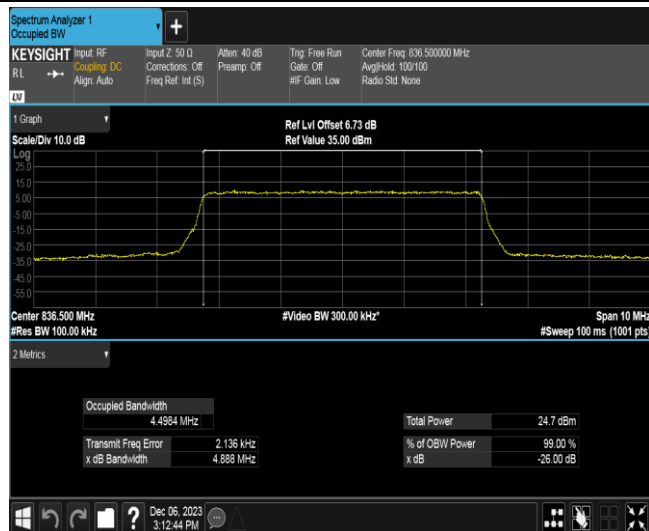 Spectrum Analyzer 1
Occupied BW
+
KEYSIGHT
RL
LXI
Input: RF
Coupling: DC
Align: Auto
Input Z: 50 Ω
Corrections: Off
Freq Ref: Int (S)
Atten: 40 dB
Preamp: Off
Trig: Free Run
Gate: Off
#IF Gain: Low
Center Freq: 836.500000 MHz
Avg|Hold: 100/100
Radio Std: None
1 Graph
Scale/Div 10.0 dB
Ref Lvl Offset 6.73 dB
Ref Value 35.00 dBm
Log
25.0
15.0
5.00
-5.00
-15.0
-25.0
-35.0
-45.0
-55.0
Center 836.500 MHz
#Res BW 100.00 kHz
#Video BW 300.00 kHz*
Span 10 MHz
#Sweep 100 ms (1001 pts)
2 Metrics
Occupied Bandwidth
4.4984 MHz
Transmit Freq Error 2.136 kHz
x dB Bandwidth 4.888 MHz
Total Power 24.7 dBm
% of OBW Power 99.00 %
x dB -26.00 dB
?
Dec 06, 2023
3:12:44 PM